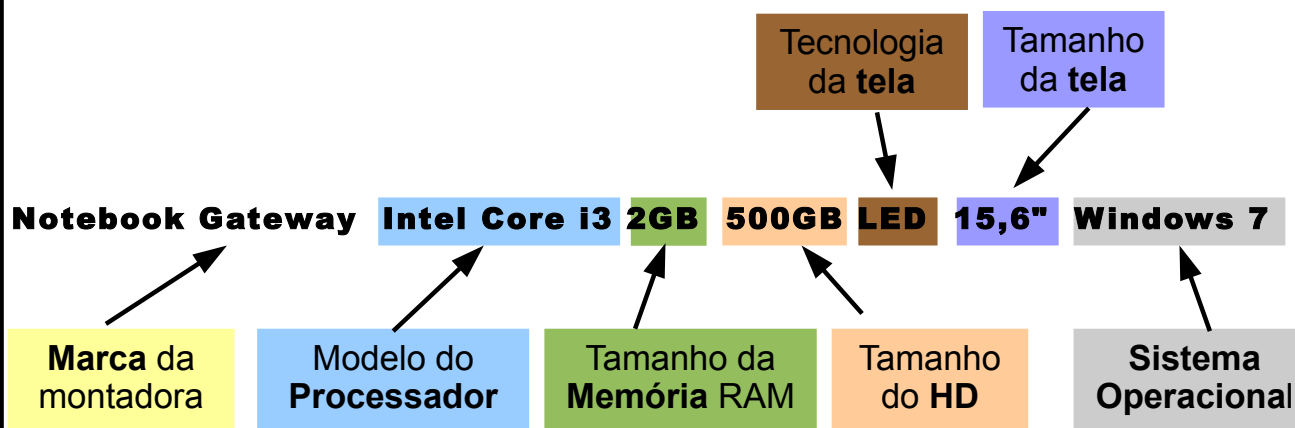 Tecnologia
da tela
Tamanho
da tela
Notebook Gateway Intel Core i3 2GB 500GB LED 15,6" Windows 7
Marca da
montadora
Modelo do
Processador
Tamanho da
Memória RAM
Tamanho
do HD
Sistema
Operacional